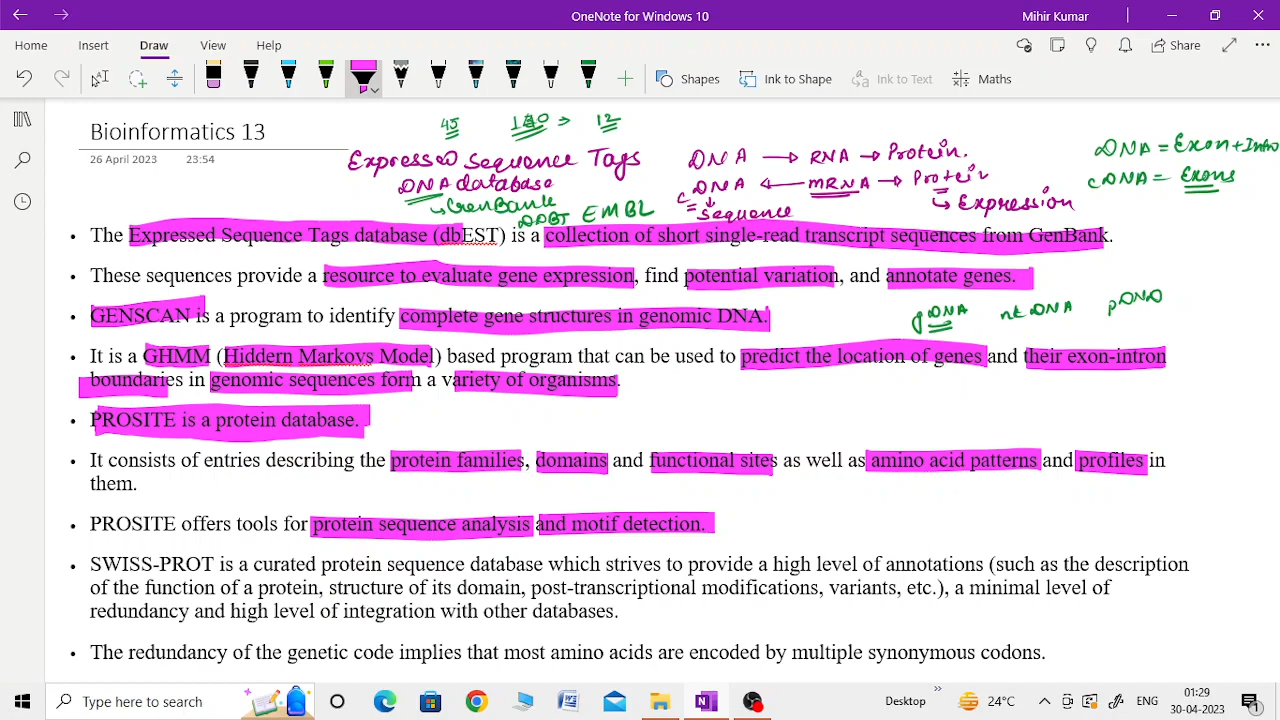 OneNote for Windows 10
Mihir Kumar
Home Insert Draw View Help
Share
Shapes
Ink to Shape
Ink to Text
Maths
Bioinformatics 13
26 April 2023 23:54
45 12
Expressed Sequence Tags
DNA database
GenBank
DDBJ EMBL
DNA → RNA → Protein.
cDNA ← mRNA → Protein
Sequence
Expression
DNA = Exon + Intro
cDNA = Exons
• The Expressed Sequence Tags database (dbEST) is a collection of short single-read transcript sequences from GenBank.
• These sequences provide a resource to evaluate gene expression, find potential variation, and annotate genes.
• GENSCAN is a program to identify complete gene structures in genomic DNA.
gDNA mt DNA pDNA
• It is a GHMM (Hiddern Markovs Model) based program that can be used to predict the location of genes and their exon-intron
boundaries in genomic sequences form a variety of organisms.
• PROSITE is a protein database.
• It consists of entries describing the protein families, domains and functional sites as well as amino acid patterns and profiles in
them.
• PROSITE offers tools for protein sequence analysis and motif detection.
• SWISS-PROT is a curated protein sequence database which strives to provide a high level of annotations (such as the description
of the function of a protein, structure of its domain, post-transcriptional modifications, variants, etc.), a minimal level of
redundancy and high level of integration with other databases.
• The redundancy of the genetic code implies that most amino acids are encoded by multiple synonymous codons.
Type here to search
Desktop
24°C
ENG
01:29
30-04-2023